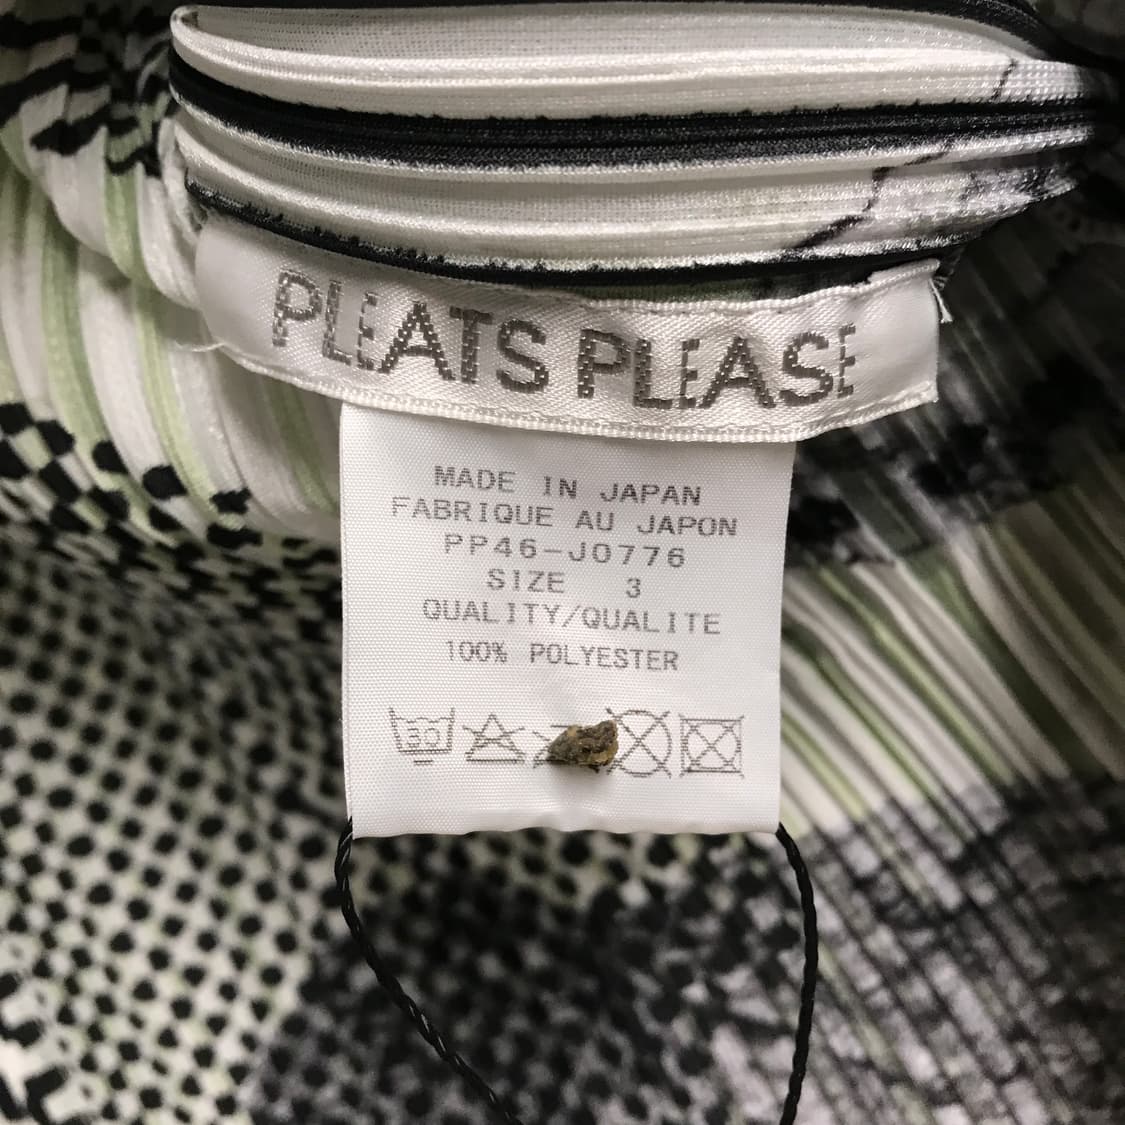 PLEATS PLEASE
MADE IN JAPAN
FABRIQUE AU JAPON
PP46-J0776
SIZE 3
QUALITY/QUALITE
100% POLYESTER
30